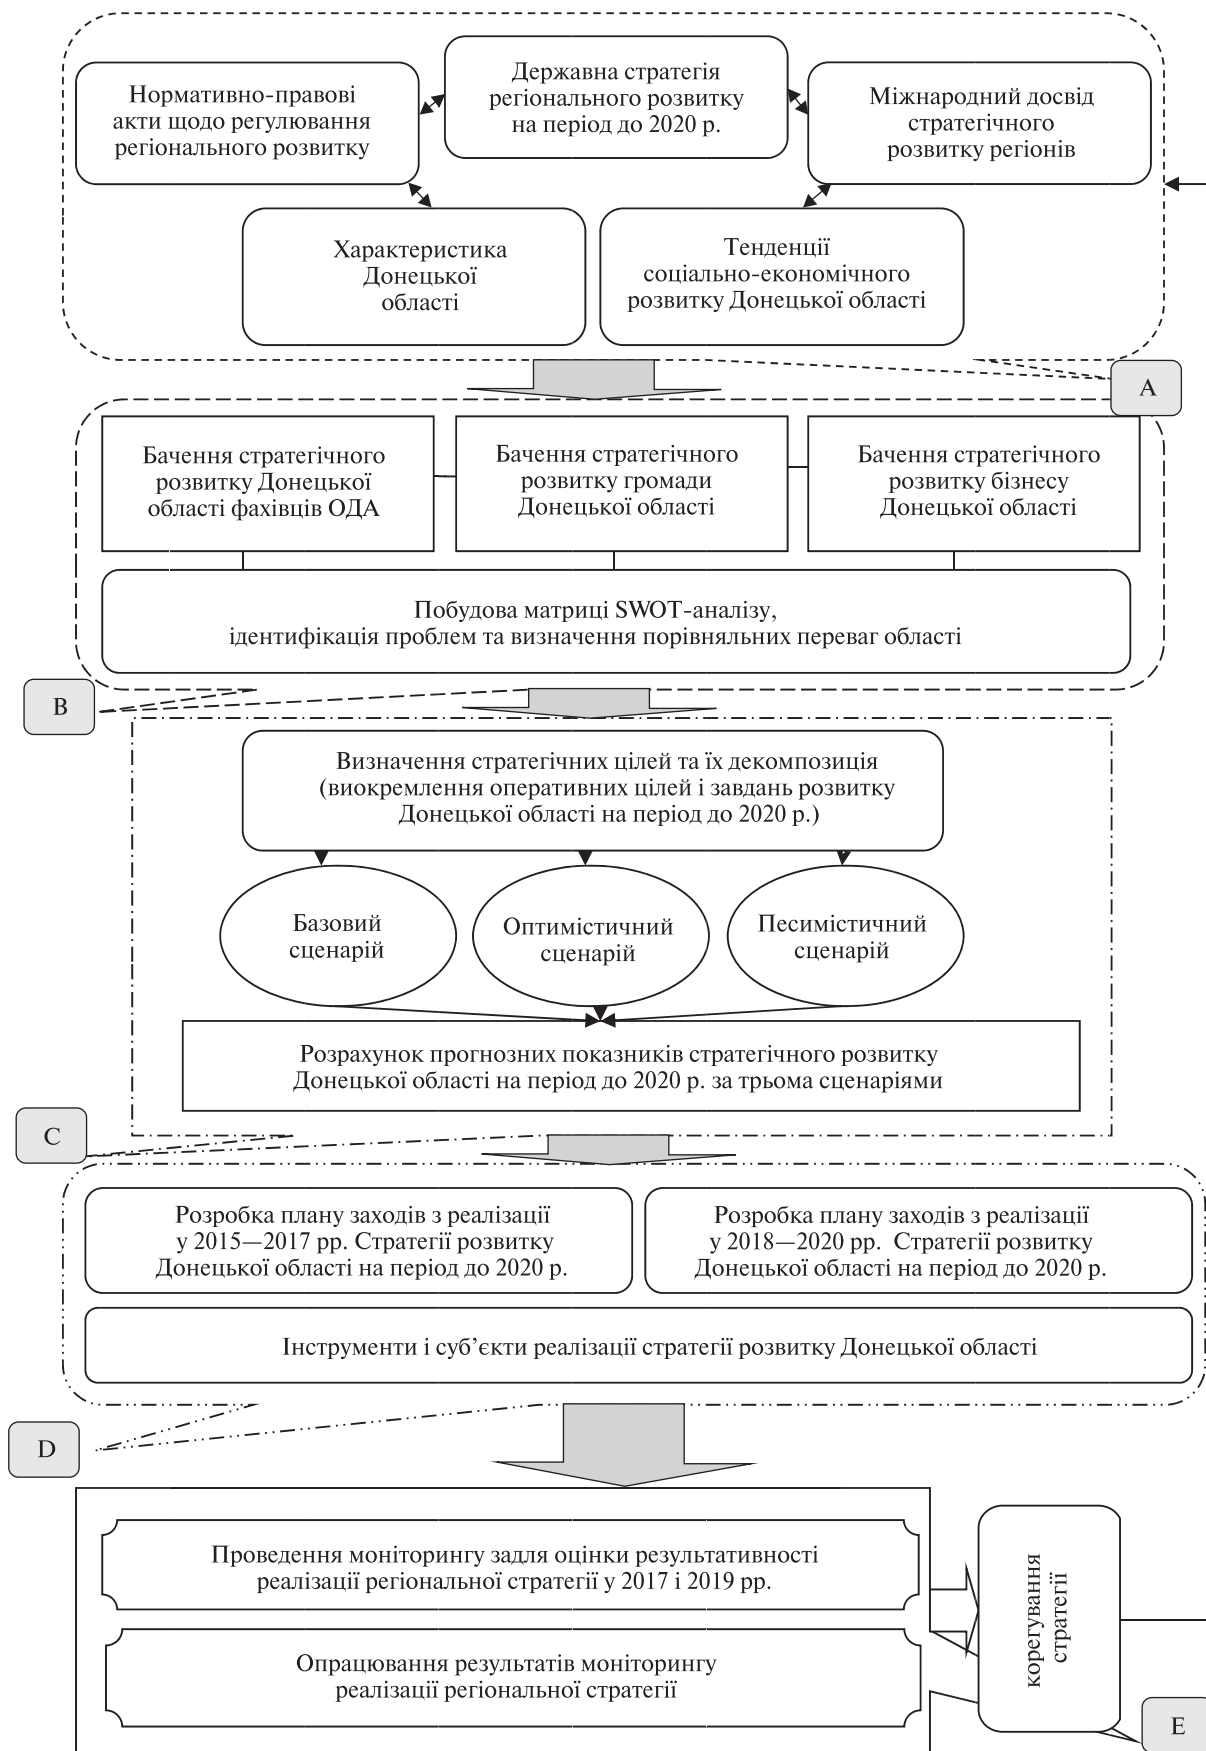 Нормативно-правові
акти щодо регулювання
регіонального розвитку
Державна стратегія
регіонального розвитку
на період до 2020 р.
Міжнародний досвід
стратегічного
розвитку регіонів
Характеристика
Донецької
області
Тенденції
соціально-економічного
розвитку Донецької області
A
Бачення стратегічного
розвитку Донецької
області фахівців ОДА
Бачення стратегічного
розвитку громади
Донецької області
Бачення стратегічного
розвитку бізнесу
Донецької області
Побудова матриці SWOT-аналізу,
ідентифікація проблем та визначення порівняльних переваг області
B
Визначення стратегічних цілей та їх декомпозиція
(виокремлення оперативних цілей і завдань розвитку
Донецької області на період до 2020 р.)
Базовий
сценарій
Оптимістичний
сценарій
Песимістичний
сценарій
Розрахунок прогнозних показників стратегічного розвитку
Донецької області на період до 2020 р. за трьома сценаріями
C
Розробка плану заходів з реалізації
у 2015—2017 рр. Стратегії розвитку
Донецької області на період до 2020 р.
Розробка плану заходів з реалізації
у 2018—2020 рр. Стратегії розвитку
Донецької області на період до 2020 р.
Інструменти і суб’єкти реалізації стратегії розвитку Донецької області
D
Проведення моніторингу задля оцінки результативності
реалізації регіональної стратегії у 2017 і 2019 рр.
Опрацювання результатів моніторингу
реалізації регіональної стратегії
корегування
стратегії
E